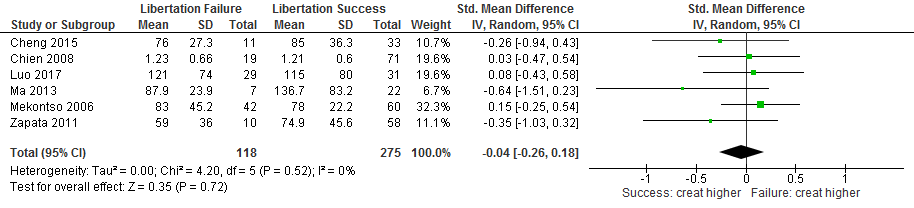 Libertation Failure Libertation Success Std. Mean Difference Std. Mean Difference
Study or Subgroup Mean SD Total Mean SD Total Weight IV, Random, 95% CI IV, Random, 95% CI
Cheng 2015 76 27.3 11 85 36.3 33 10.7% -0.26 [-0.94, 0.43]
Chien 2008 1.23 0.66 19 1.21 0.6 71 19.6% 0.03 [-0.47, 0.54]
Luo 2017 121 74 29 115 80 31 19.6% 0.08 [-0.43, 0.58]
Ma 2013 87.9 23.9 7 136.7 83.2 22 6.7% -0.64 [-1.51, 0.23]
Mekontso 2006 83 45.2 42 78 22.2 60 32.3% 0.15 [-0.25, 0.54]
Zapata 2011 59 36 10 74.9 45.6 58 11.1% -0.35 [-1.03, 0.32]
Total (95% CI) 118 275 100.0% -0.04 [-0.26, 0.18]
Heterogeneity: Tau² = 0.00; Chi² = 4.20, df = 5 (P = 0.52); I² = 0%
Test for overall effect: Z = 0.35 (P = 0.72)
-1 -0.5 0 0.5 1
Success: creat higher Failure: creat higher